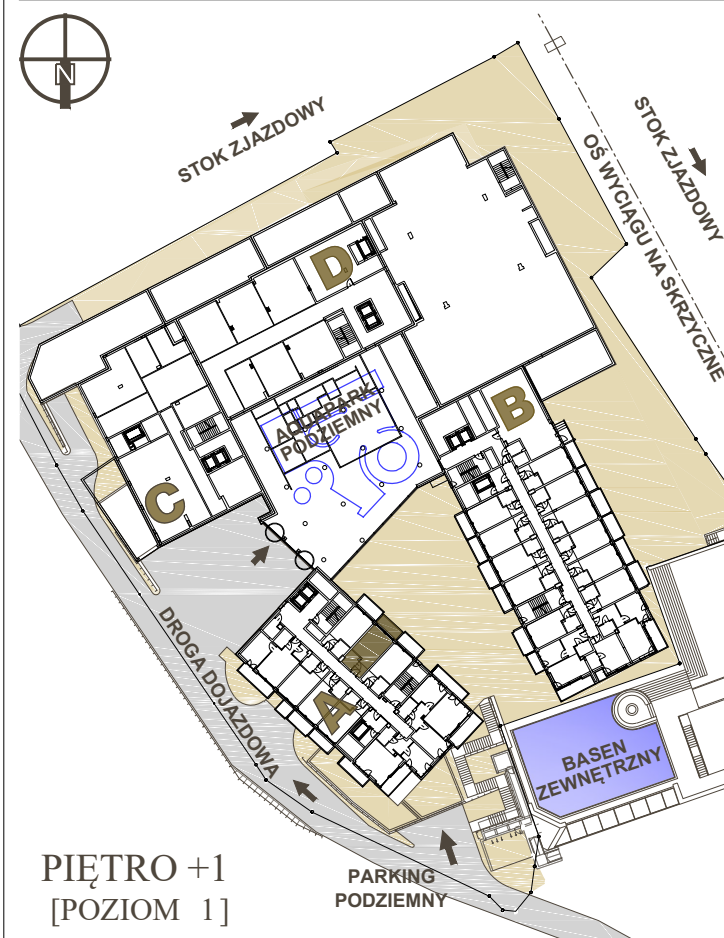 N
STOK ZJAZDOWY
STOK ZJAZDOWY
OŚ WYCIĄGU NA SKRZYCZNE
D
AQUAPARK
PODZIEMNY
B
C
DROGA DOJAZDOWA
A
BASEN
ZEWNĘTRZNY
PARKING
PODZIEMNY
PIĘTRO +1
[POZIOM 1]